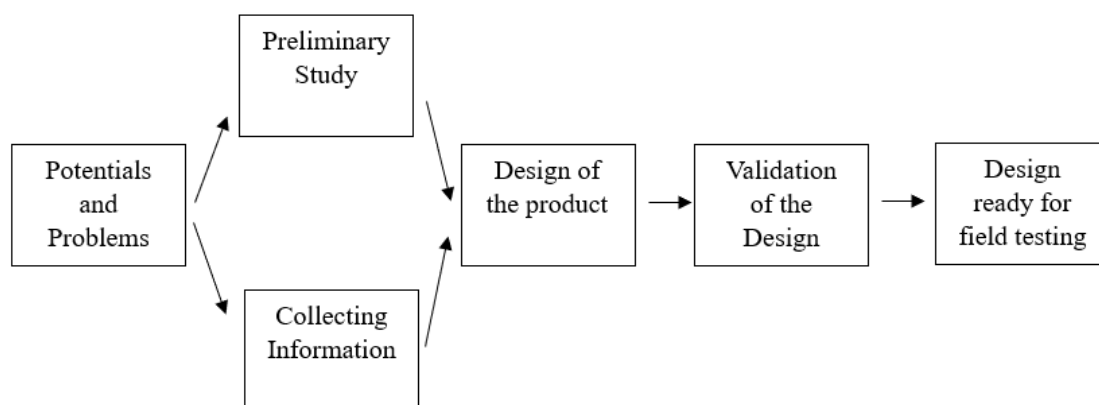 Preliminary
Study
Potentials
and
Problems
Collecting
Information
Design of
the product
Validation
of the
Design
Design
ready for
field testing